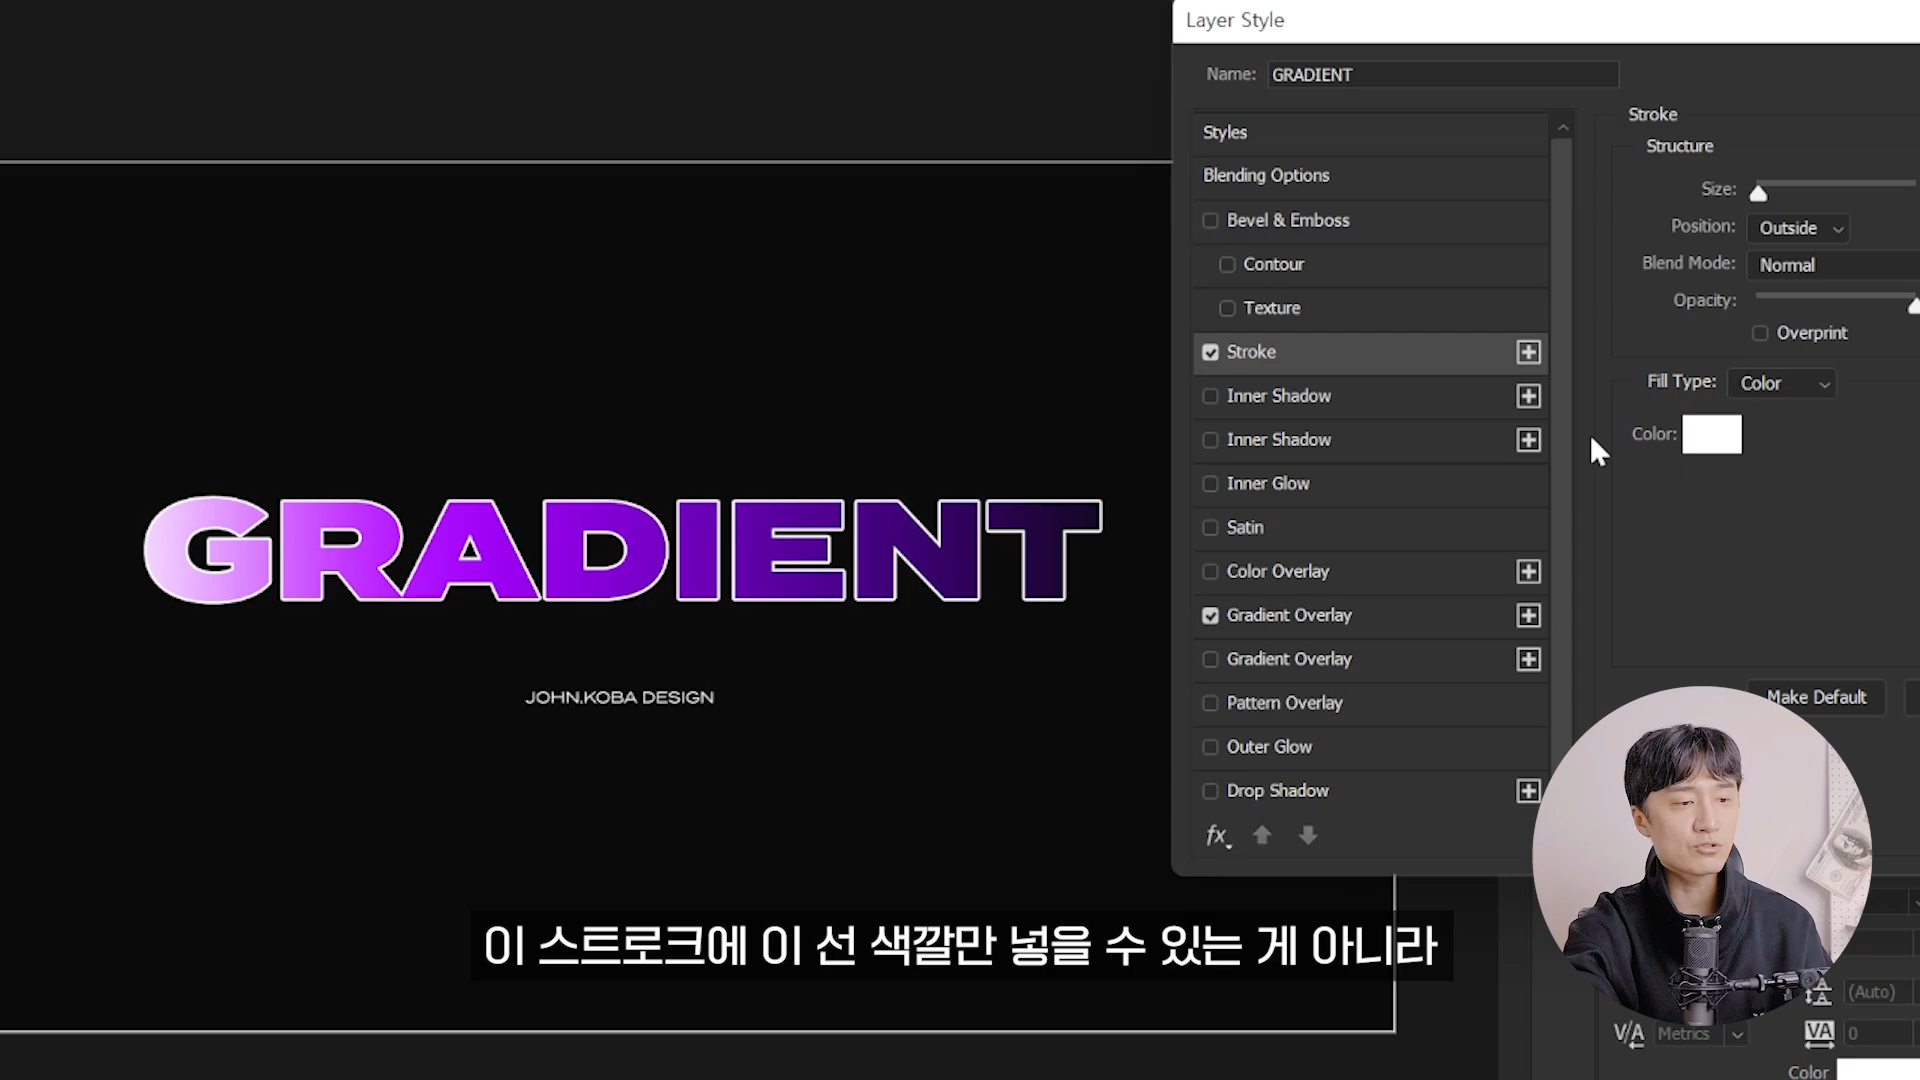 Layer Style
Name: GRADIENT
Styles
Blending Options
Bevel & Emboss
Contour
Texture
Stroke
Inner Shadow
Inner Shadow
Inner Glow
Satin
Color Overlay
Gradient Overlay
Gradient Overlay
Pattern Overlay
Outer Glow
Drop Shadow
fx
Stroke
Structure
Size:
Position: Outside
Blend Mode: Normal
Opacity:
Overprint
Fill Type: Color
Color:
Make Default
GRADIENT
JOHN.KOBA DESIGN
이 스트로크에 이 선 색깔만 넣을 수 있는 게 아니라
(Auto)
V/A Metrics
VA 0
Color